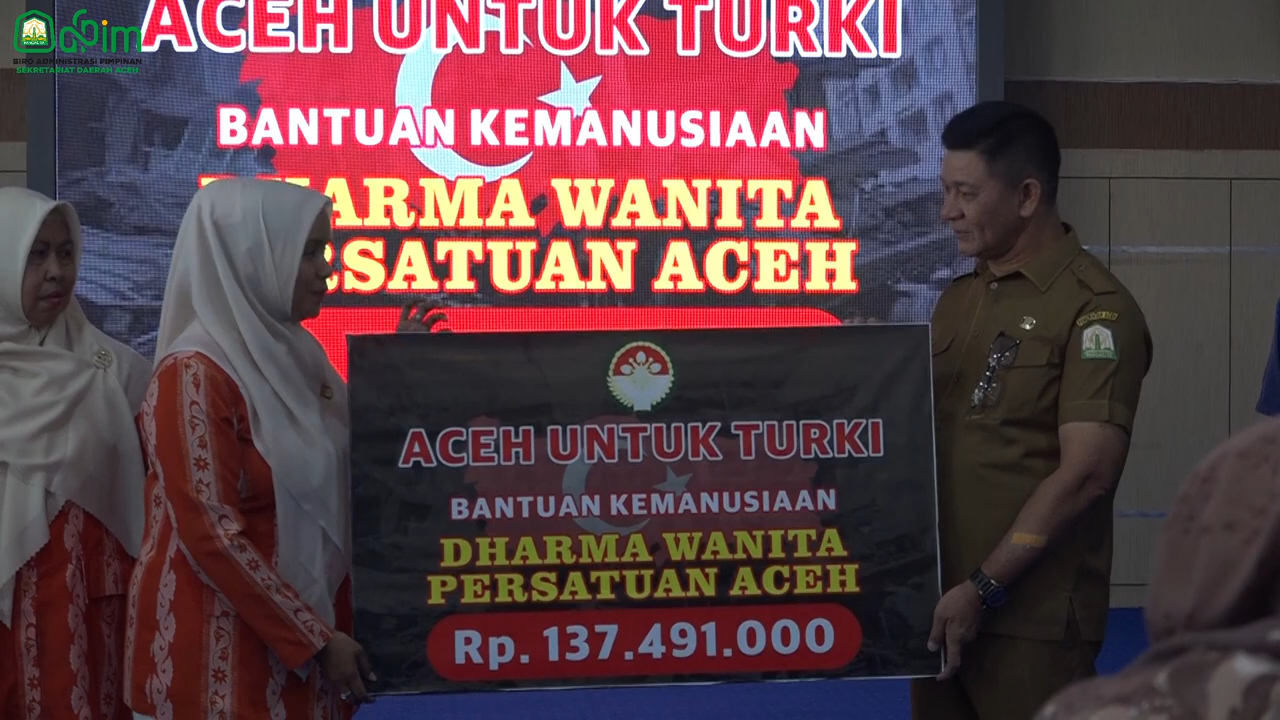 adpim
BIRO ADMINISTRASI PIMPINAN
SEKRETARIAT DAERAH ACEH
ACEH UNTUK TURKI
BANTUAN KEMANUSIAAN
DHARMA WANITA
PERSATUAN ACEH
ACEH UNTUK TURKI
BANTUAN KEMANUSIAAN
DHARMA WANITA
PERSATUAN ACEH
Rp. 137.491.000